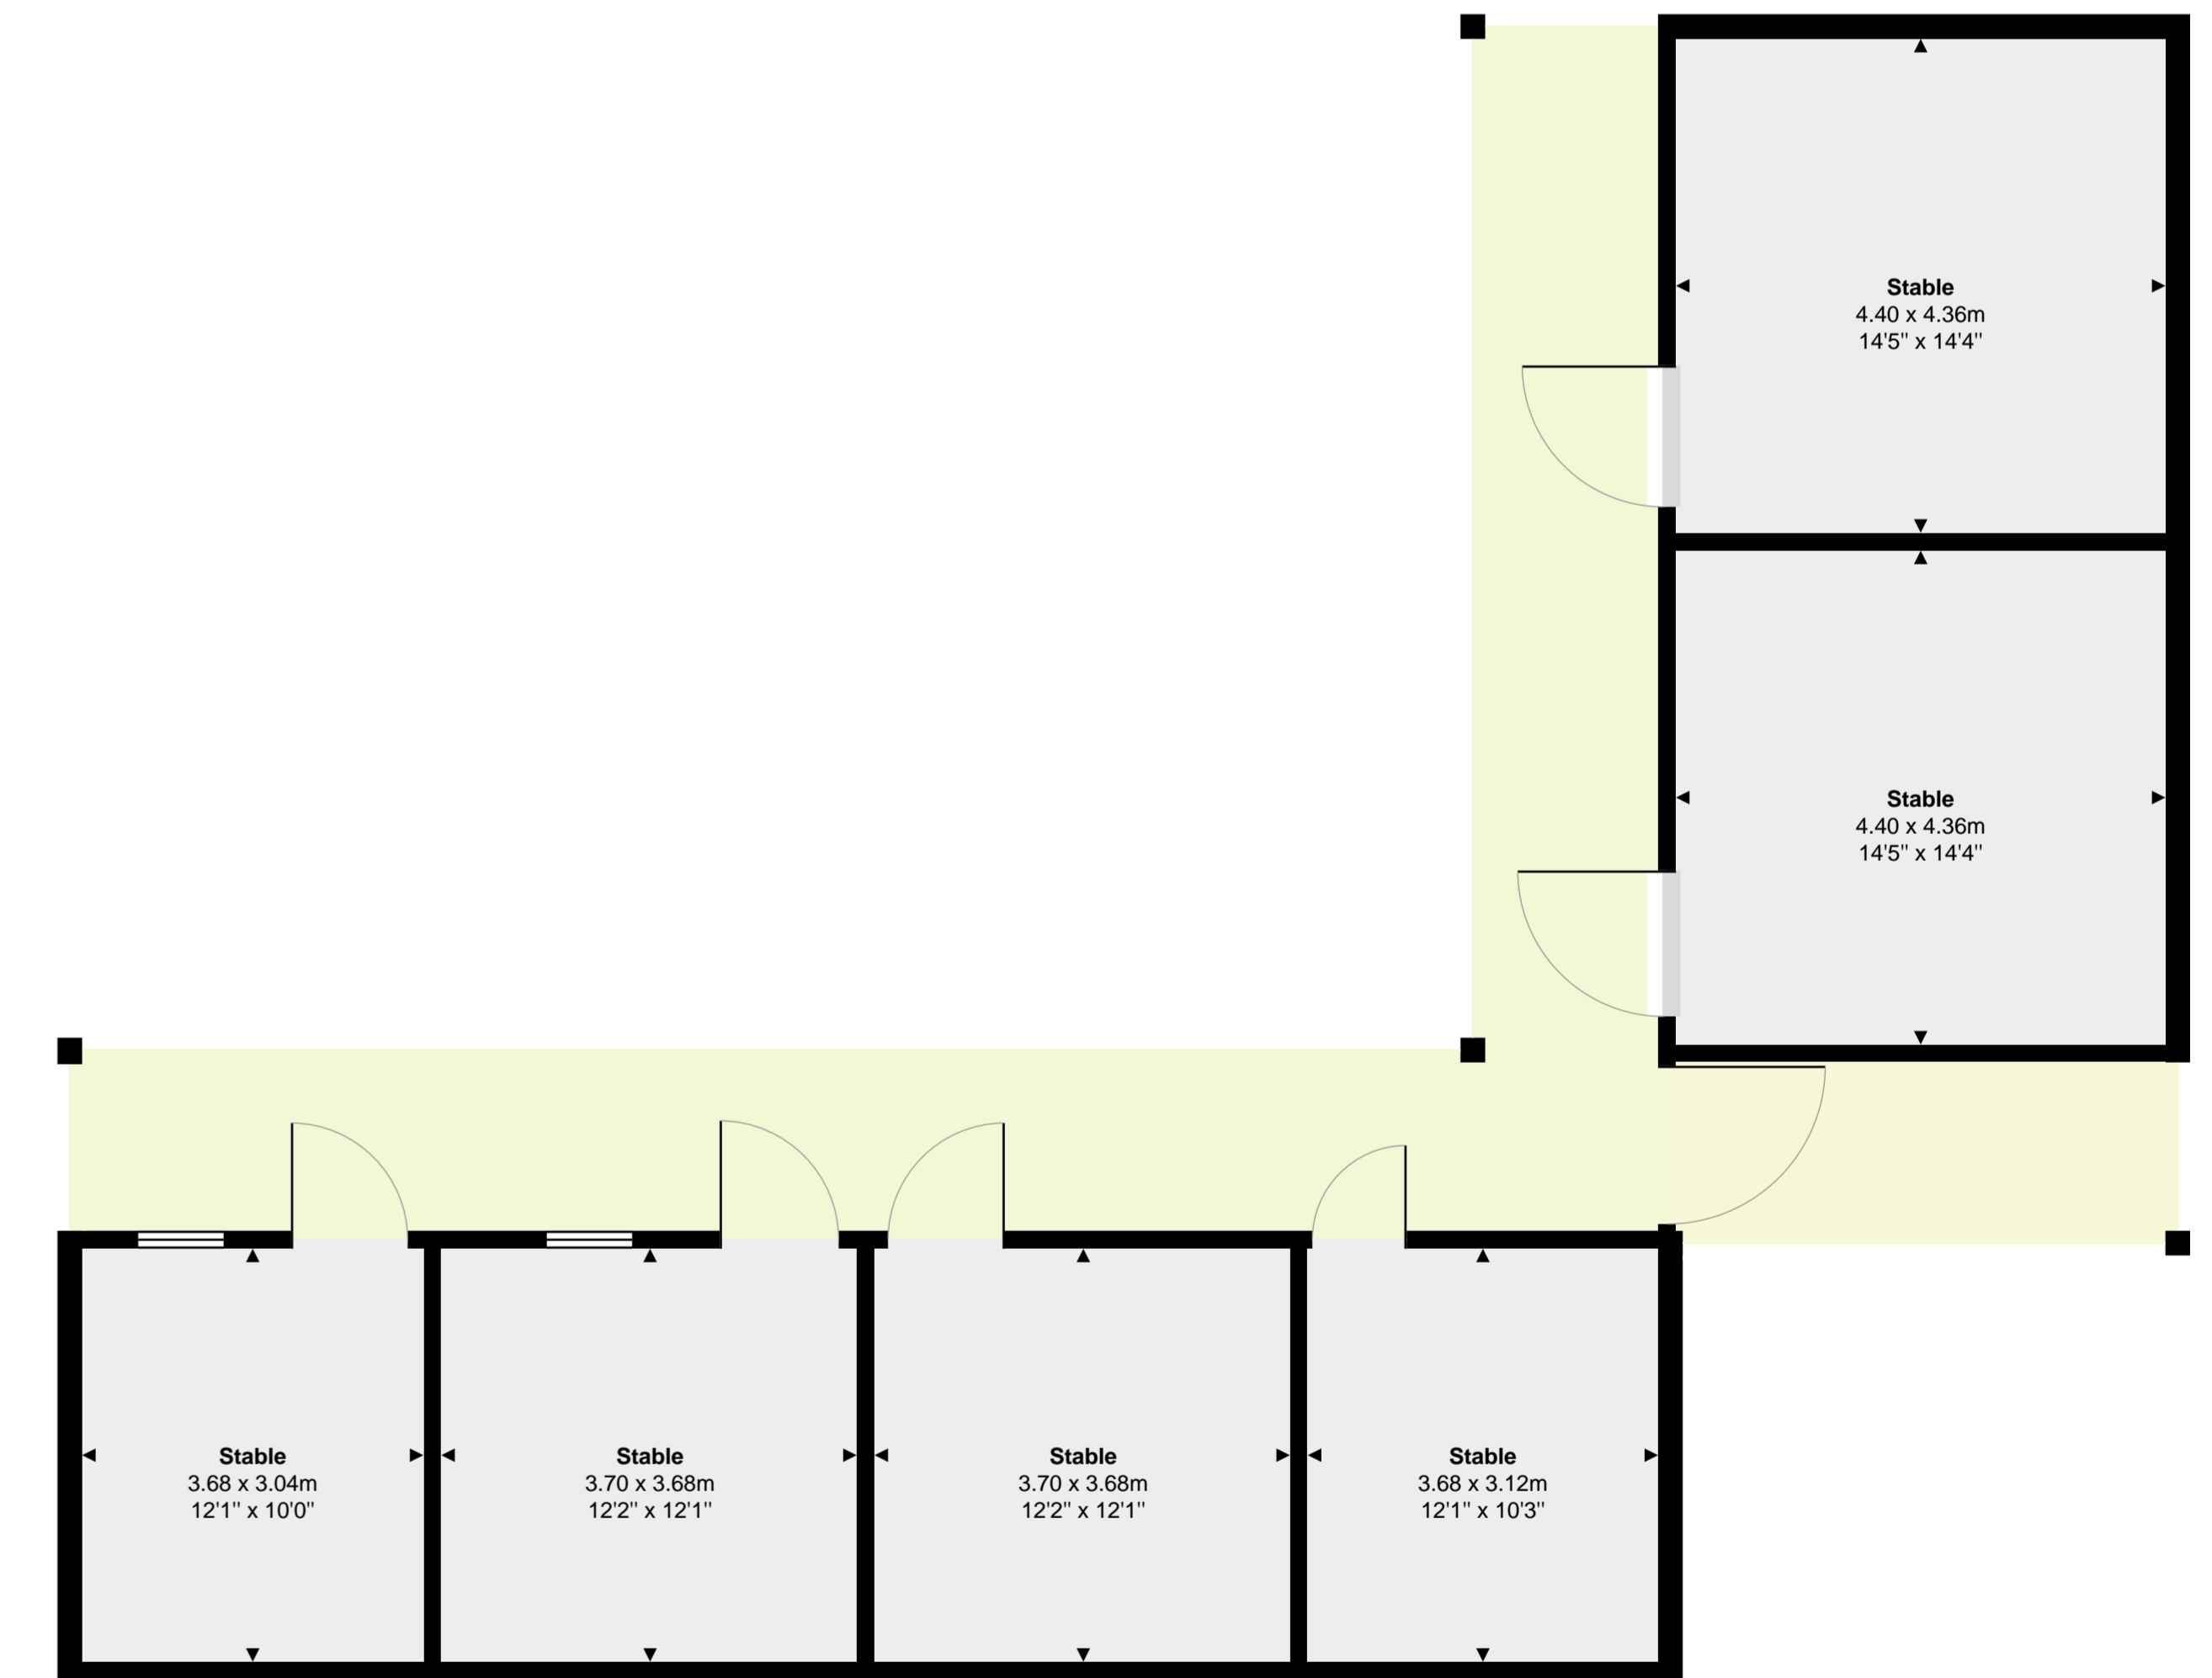 Stable
4.40 x 4.36m
14'5" x 14'4"
Stable
4.40 x 4.36m
14'5" x 14'4"
Stable
3.68 x 3.04m
12'1" x 10'0"
Stable
3.70 x 3.68m
12'2" x 12'1"
Stable
3.70 x 3.68m
12'2" x 12'1"
Stable
3.68 x 3.12m
12'1" x 10'3"